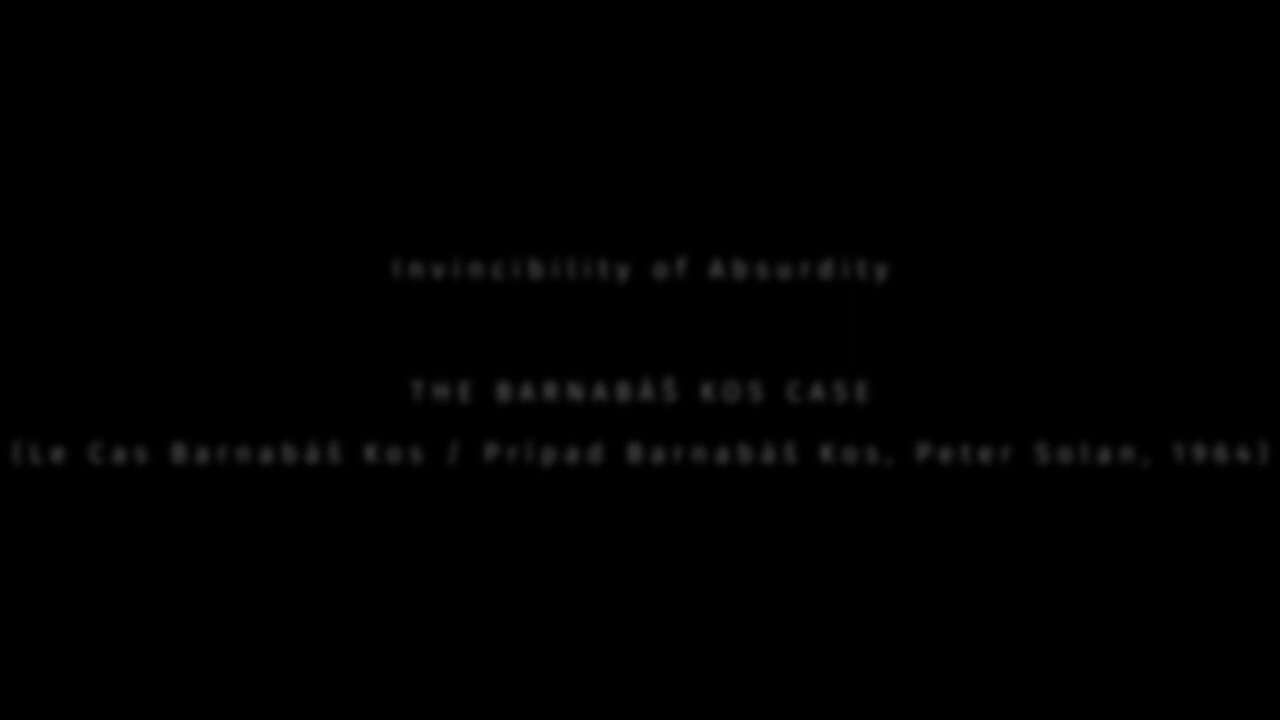 Invincibility of Absurdity
THE BARNABÁŠ KOS CASE
(Le Cas Barnabáš Kos / Prípad Barnabáš Kos, Peter Solan, 1964)